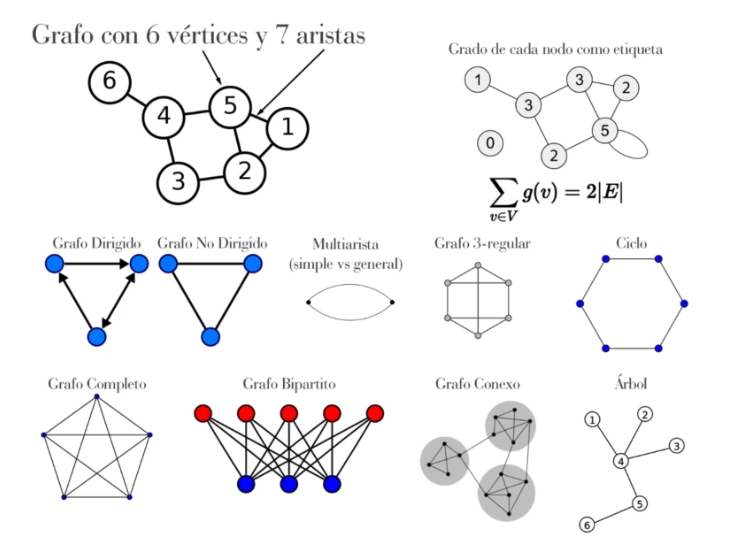 Grafo con 6 vértices y 7 aristas
6
4
5
1
3
2
Grado de cada nodo como etiqueta
1
3
3
2
5
0
2
∑ g(v) = 2|E|
v∈V
Grafo Dirigido
Grafo No Dirigido
Multiarista
(simple vs general)
Grafo 3-regular
Ciclo
Grafo Completo
Grafo Bipartito
Grafo Conexo
Árbol
1
2
3
4
5
6